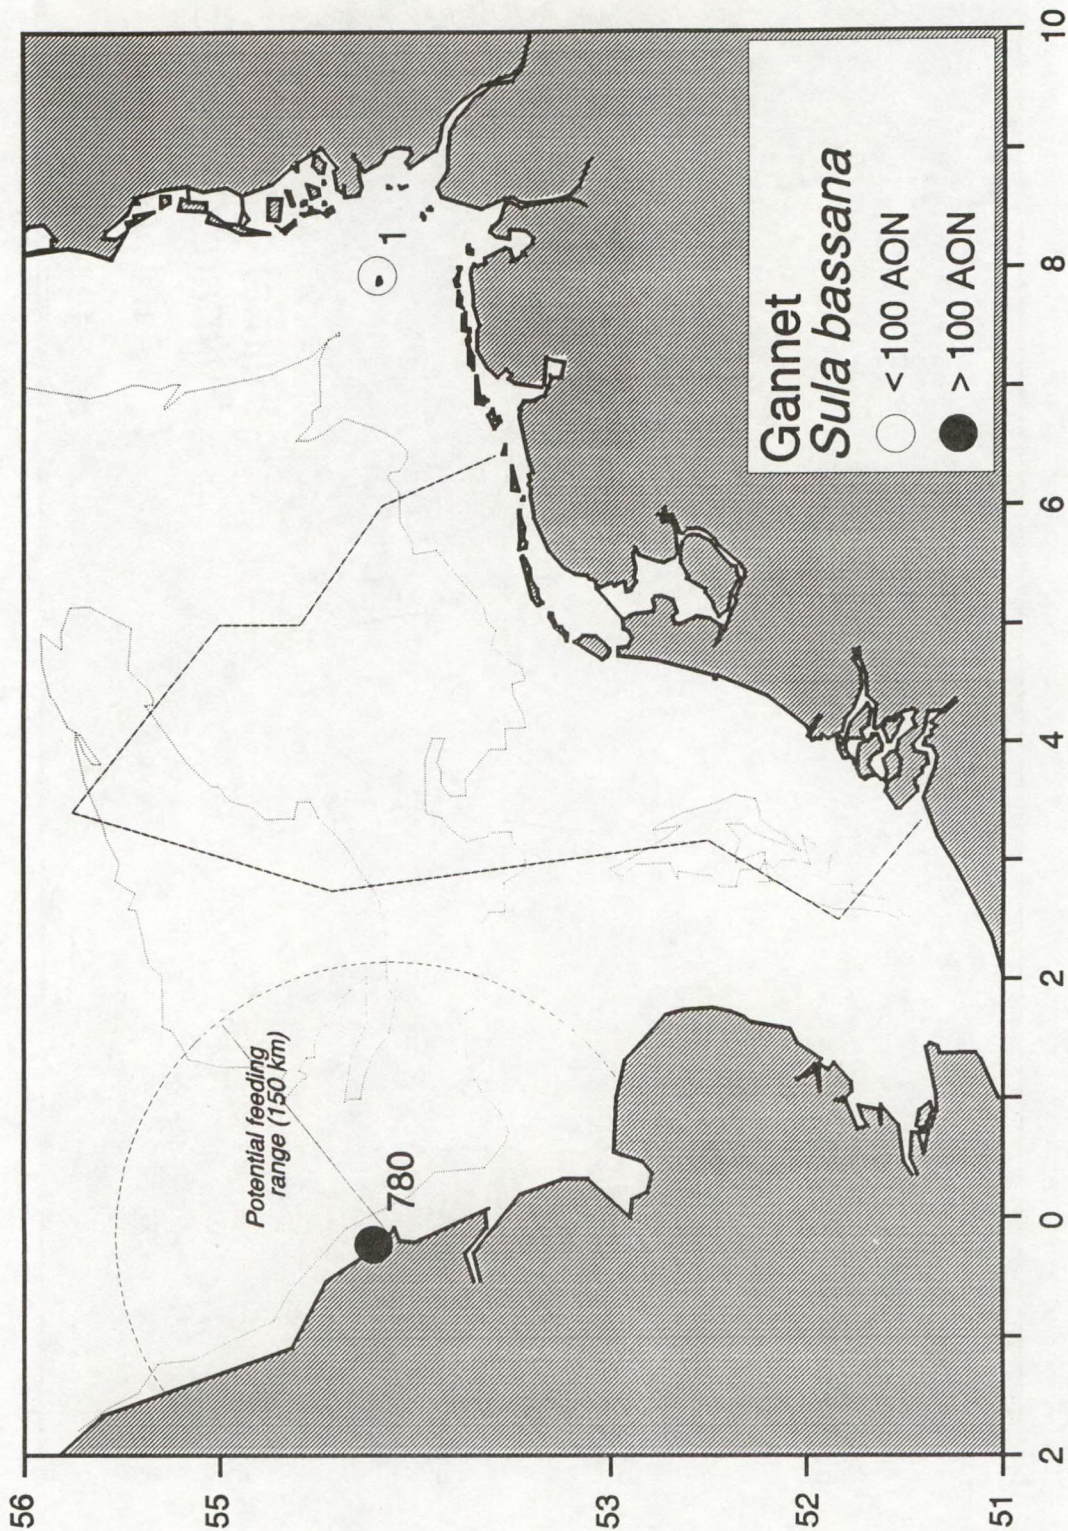 Gannet
Sula bassana
< 100 AON
> 100 AON
Potential feeding
range (150 km)
780
1
56
55
53
52
51
2
0
2
4
6
8
10